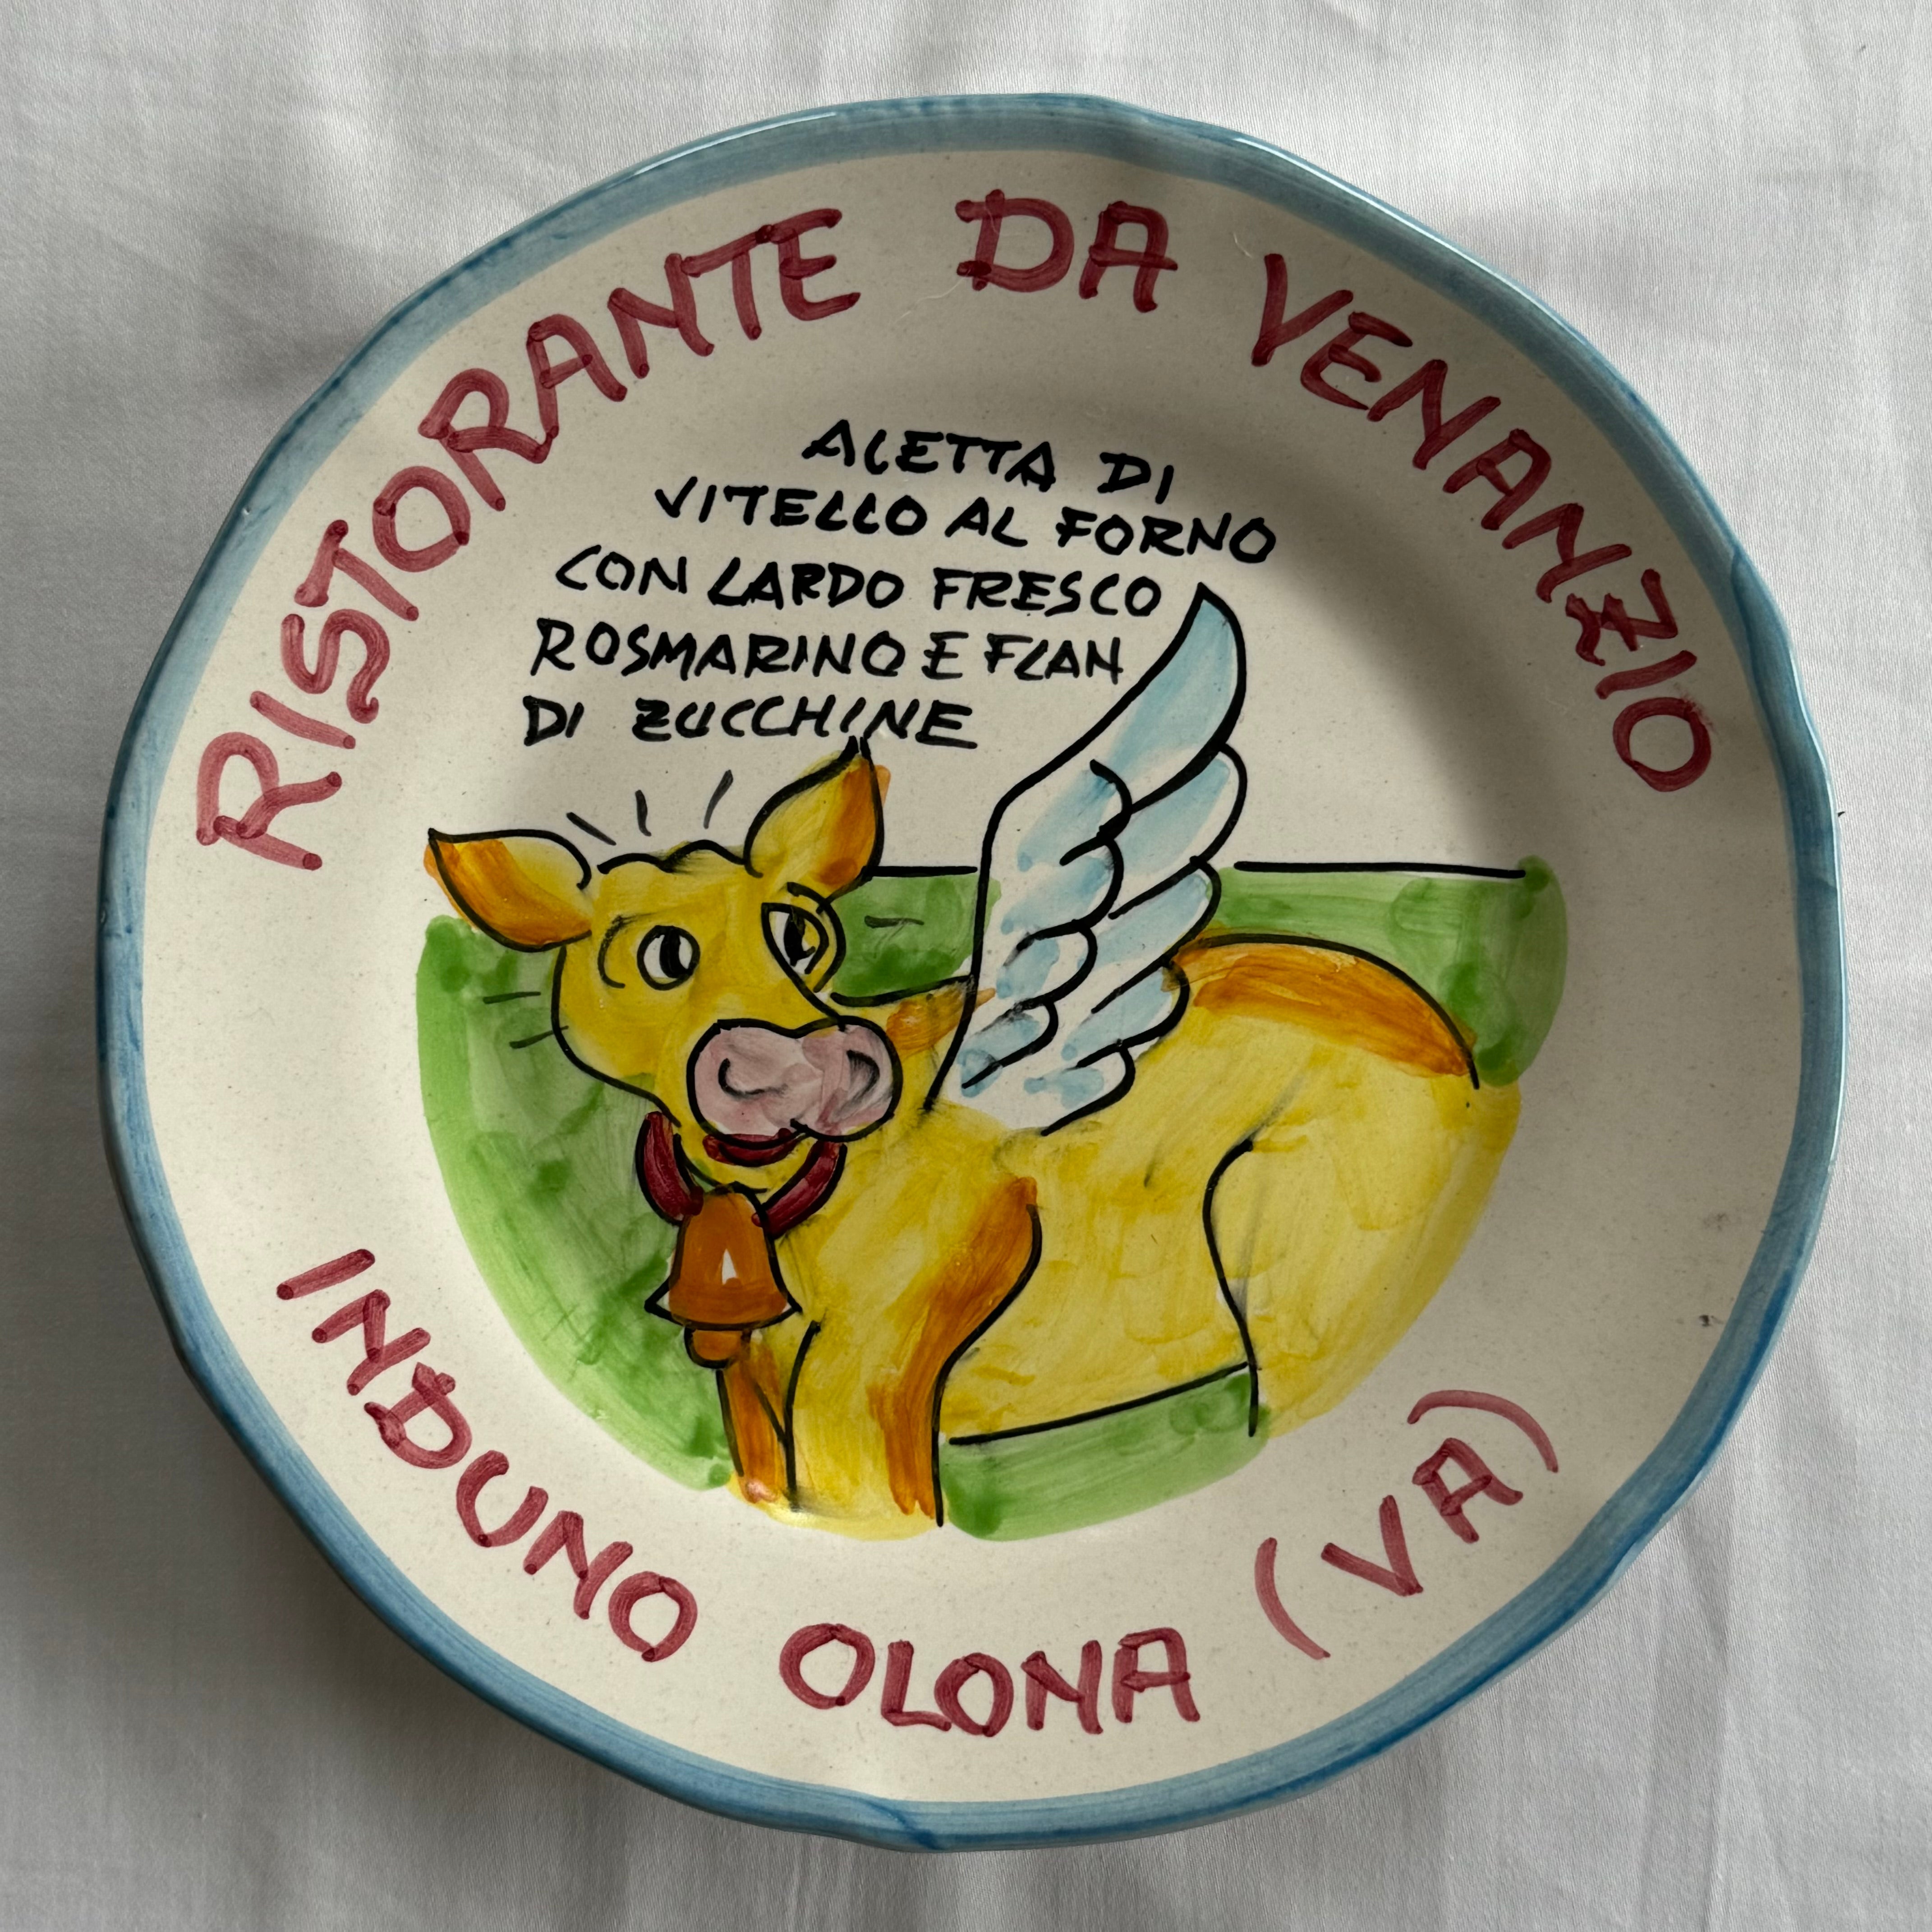 RISTORANTE DA VENANZIO
ALETTA DI
VITELLO AL FORNO
CON LARDO FRESCO
ROSMARINO E FLAN
DI ZUCCHINE
INDUNO OLONA (VA)